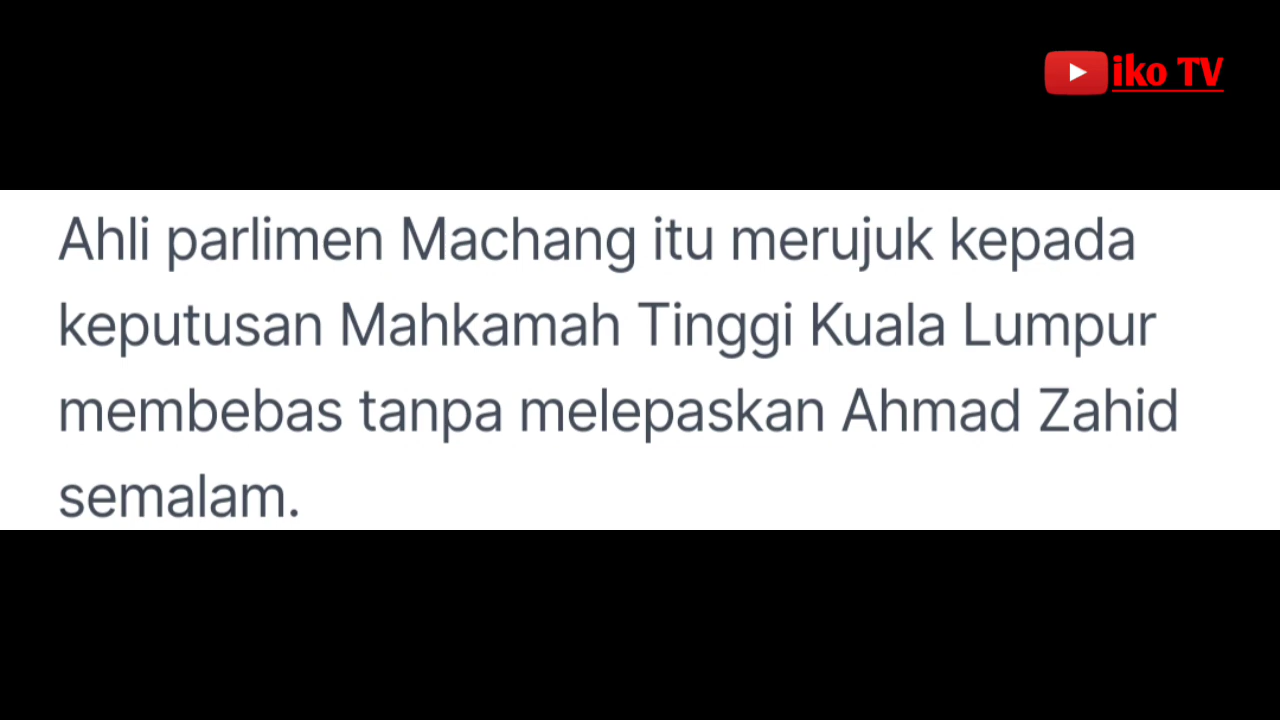 iko TV
Ahli parlimen Machang itu merujuk kepada
keputusan Mahkamah Tinggi Kuala Lumpur
membebas tanpa melepaskan Ahmad Zahid
semalam.